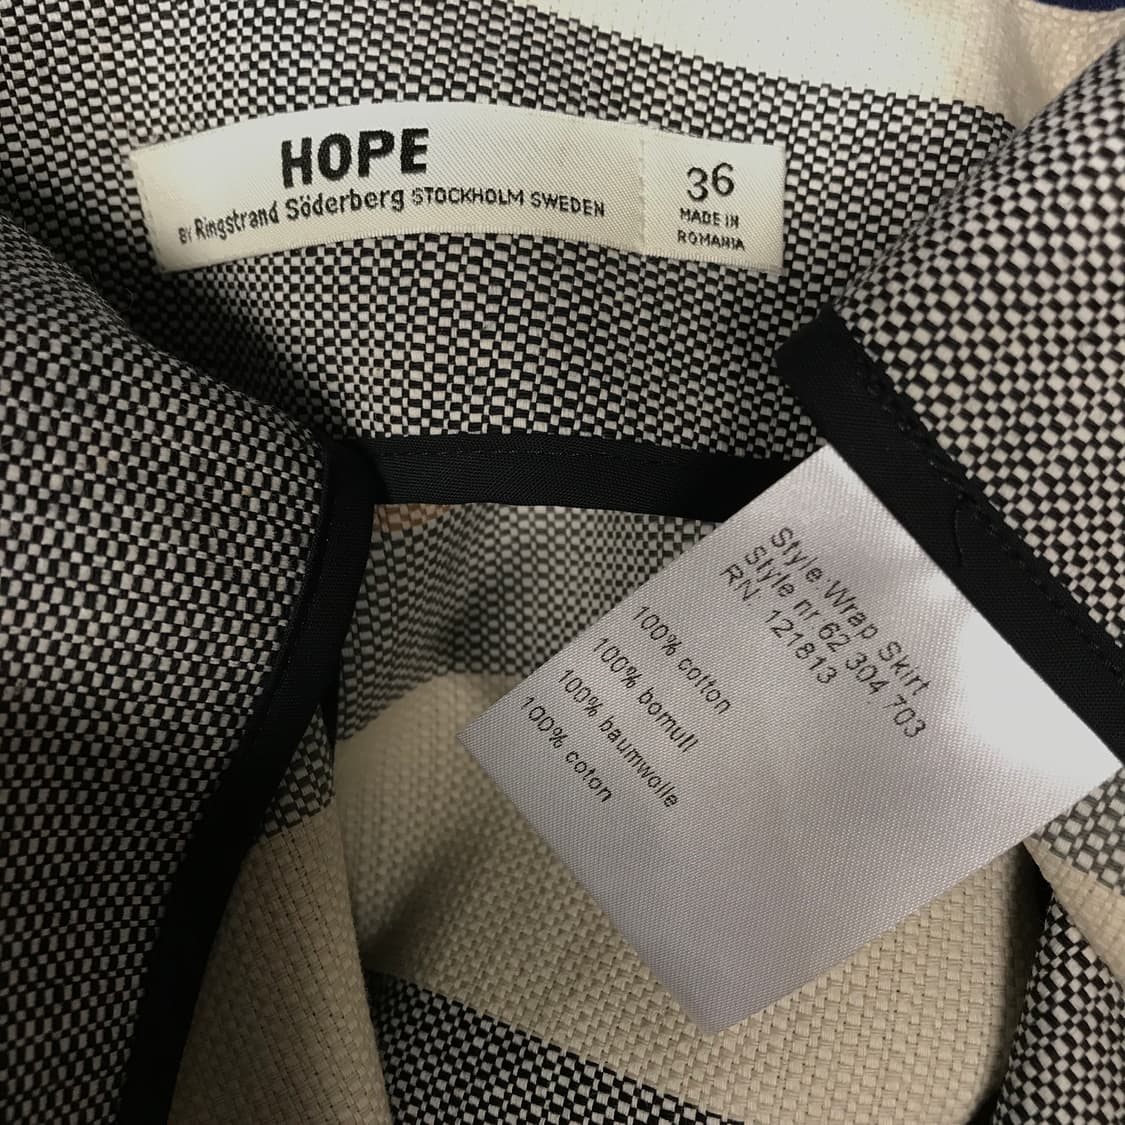 HOPE
BY Ringstrand Söderberg STOCKHOLM SWEDEN
36
MADE IN
ROMANIA
Style Wrap Skirt
Style nr 62 304 703
RN. 121813
100% cotton
100% bomull
100% baumwolle
100% coton